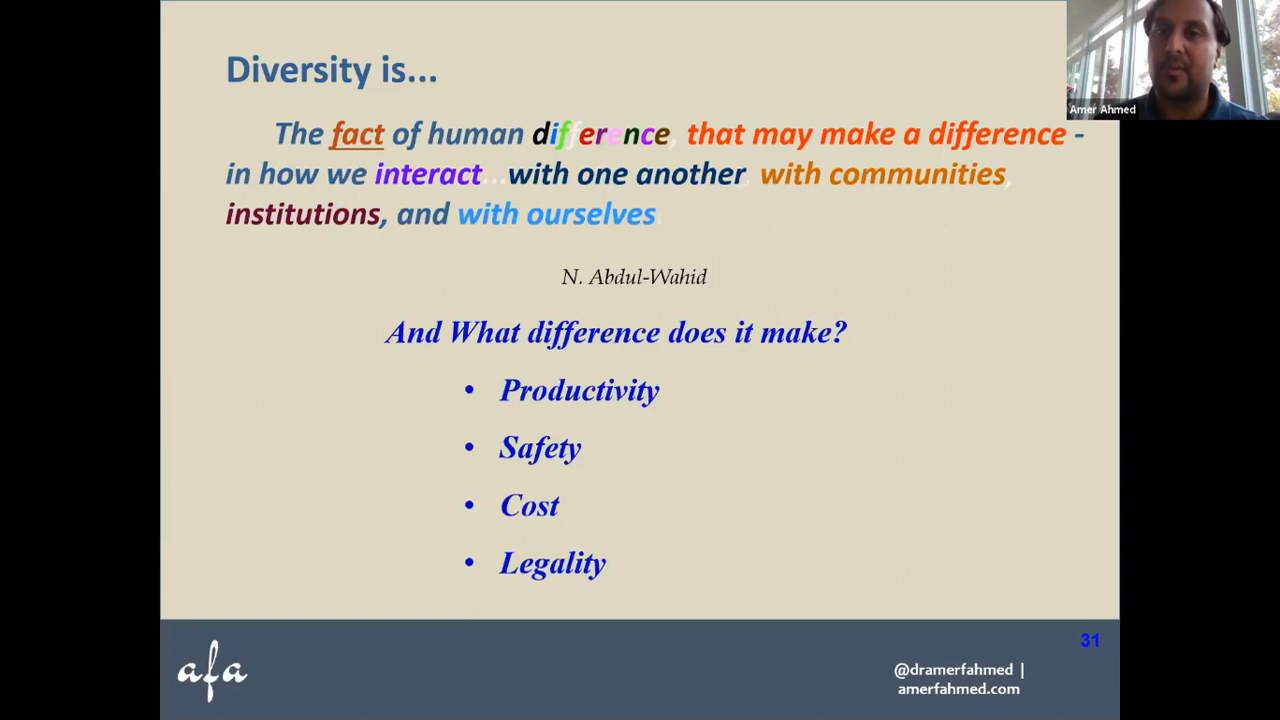 Diversity is...
The fact of human difference, that may make a difference -
in how we interact...with one another, with communities,
institutions, and with ourselves.
N. Abdul-Wahid
And What difference does it make?
• Productivity
• Safety
• Cost
• Legality
Amer Ahmed
31
afa
@dramerfahmed |
amerfahmed.com